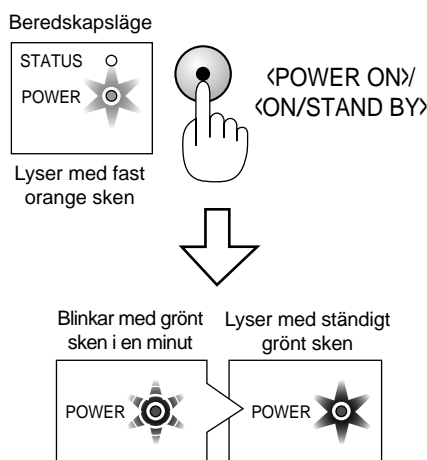 Beredskapsläge
STATUS
POWER
〈POWER ON〉/
〈ON/STAND BY〉
Lyser med fast
orange sken
Blinkar med grönt
sken i en minut
Lyser med ständigt
grönt sken
POWER
POWER